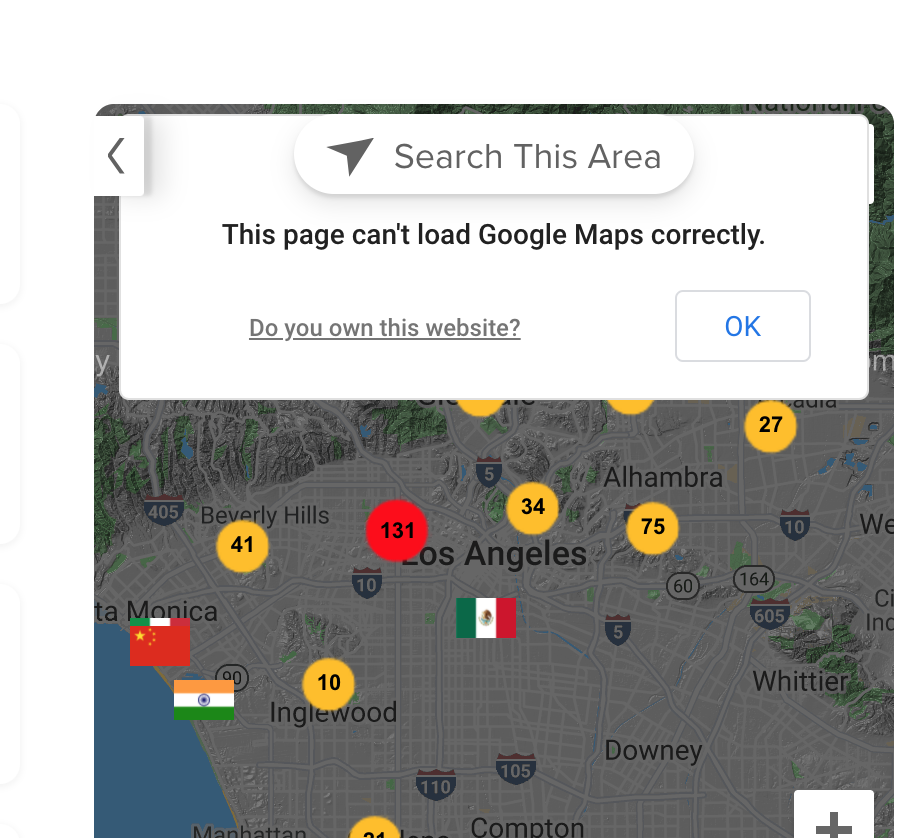 Search This Area
This page can't load Google Maps correctly.
Do you own this website?
OK
27
5
Alhambra
405
Beverly Hills
34
75
10
41
131
Los Angeles
10
60
164
ta Monica
605
5
90
10
Whittier
Inglewood
Downey
105
110
Compton
Manhattan